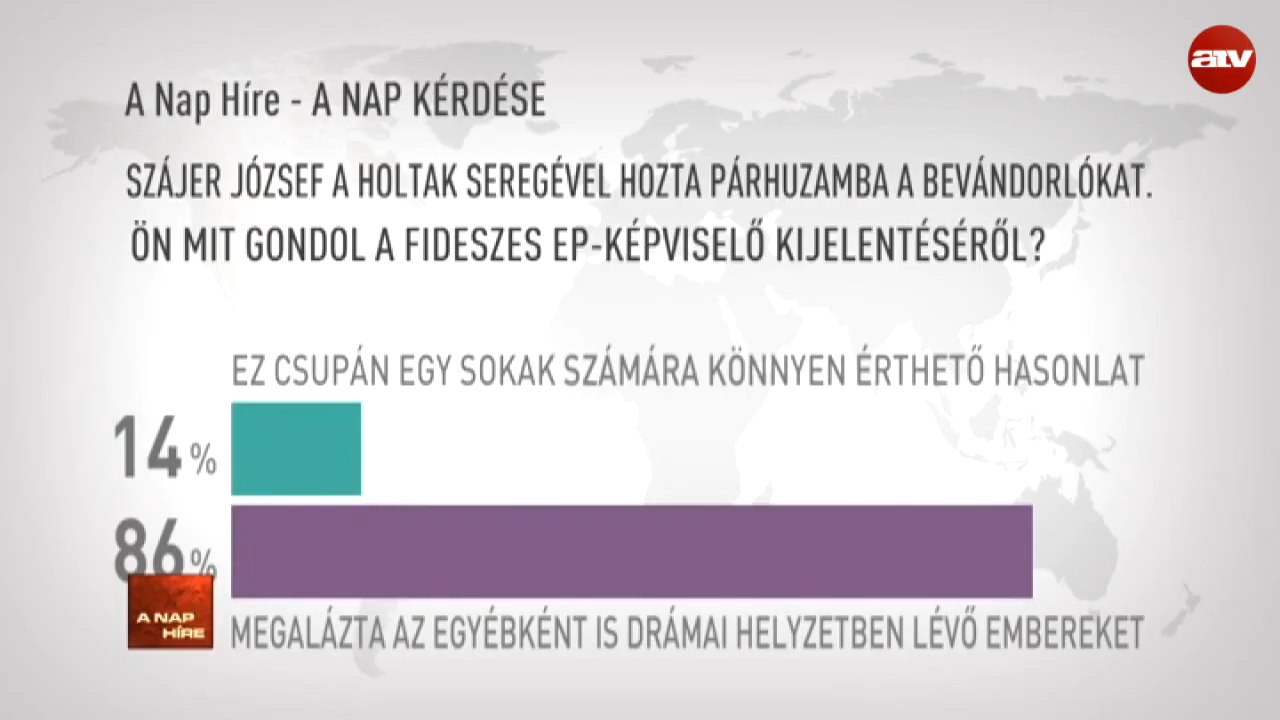 atv
A Nap Híre - A NAP KÉRDÉSE
SZÁJER JÓZSEF A HOLTAK SEREGÉVEL HOZTA PÁRHUZAMBA A BEVÁNDORLÓKAT.
ÖN MIT GONDOL A FIDESZES EP-KÉPVISELŐ KIJELENTÉSÉRŐL?
EZ CSUPÁN EGY SOKAK SZÁMÁRA KÖNNYEN ÉRTHETŐ HASONLAT
14%
86%
A NAP
HÍRE
MEGALÁZTA AZ EGYÉBKÉNT IS DRÁMAI HELYZETBEN LÉVŐ EMBEREKET